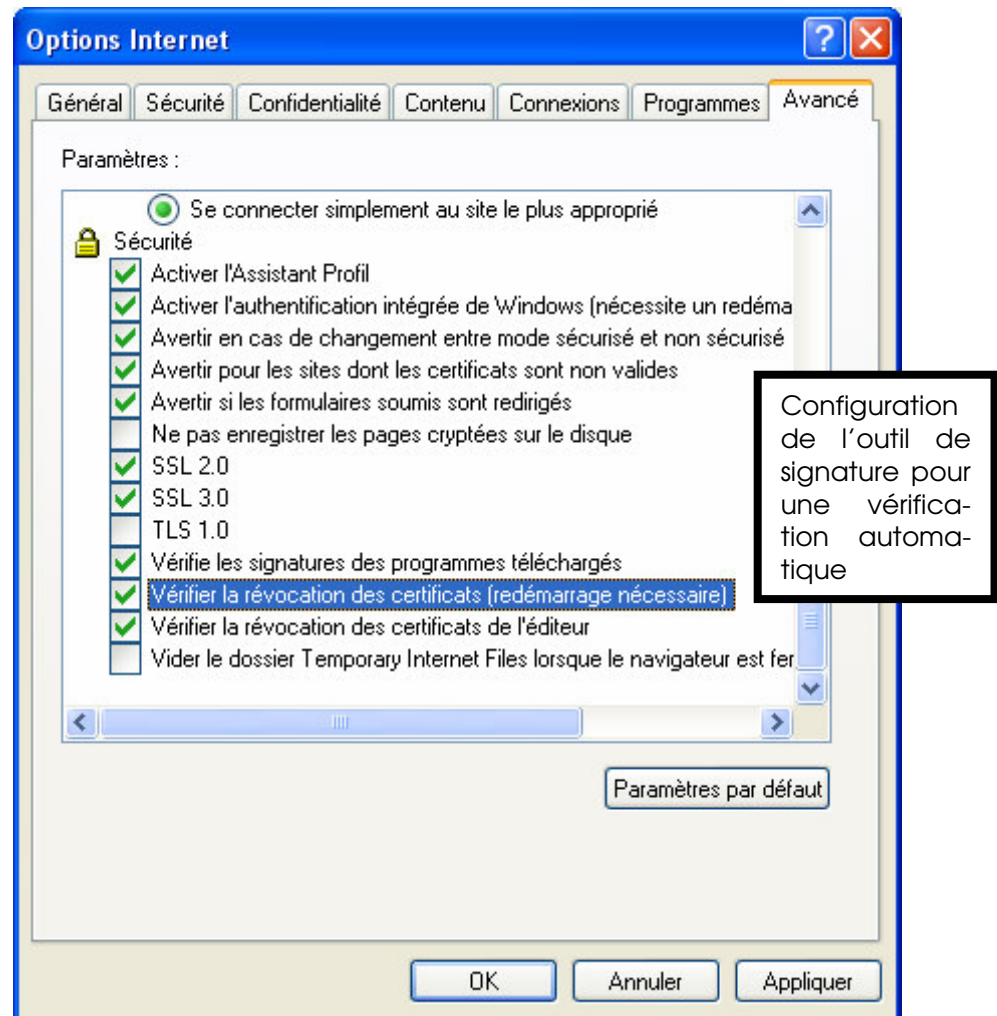 Options Internet
Général Sécurité Confidentialité Contenu Connexions Programmes Avancé
Paramètres :
Se connecter simplement au site le plus approprié
Sécurité
Activer l'Assistant Profil
Activer l'authentification intégrée de Windows (nécessite un redéma
Avertir en cas de changement entre mode sécurisé et non sécurisé
Avertir pour les sites dont les certificats sont non valides
Avertir si les formulaires soumis sont redirigés
Ne pas enregistrer les pages cryptées sur le disque
SSL 2.0
SSL 3.0
TLS 1.0
Vérifie les signatures des programmes téléchargés
Vérifier la révocation des certificats (redémarrage nécessaire)
Vérifier la révocation des certificats de l'éditeur
Vider le dossier Temporary Internet Files lorsque le navigateur est fer
Configuration
de l'outil de
signature pour
une vérifica-
tion automa-
tique
Paramètres par défaut
OK Annuler Appliquer